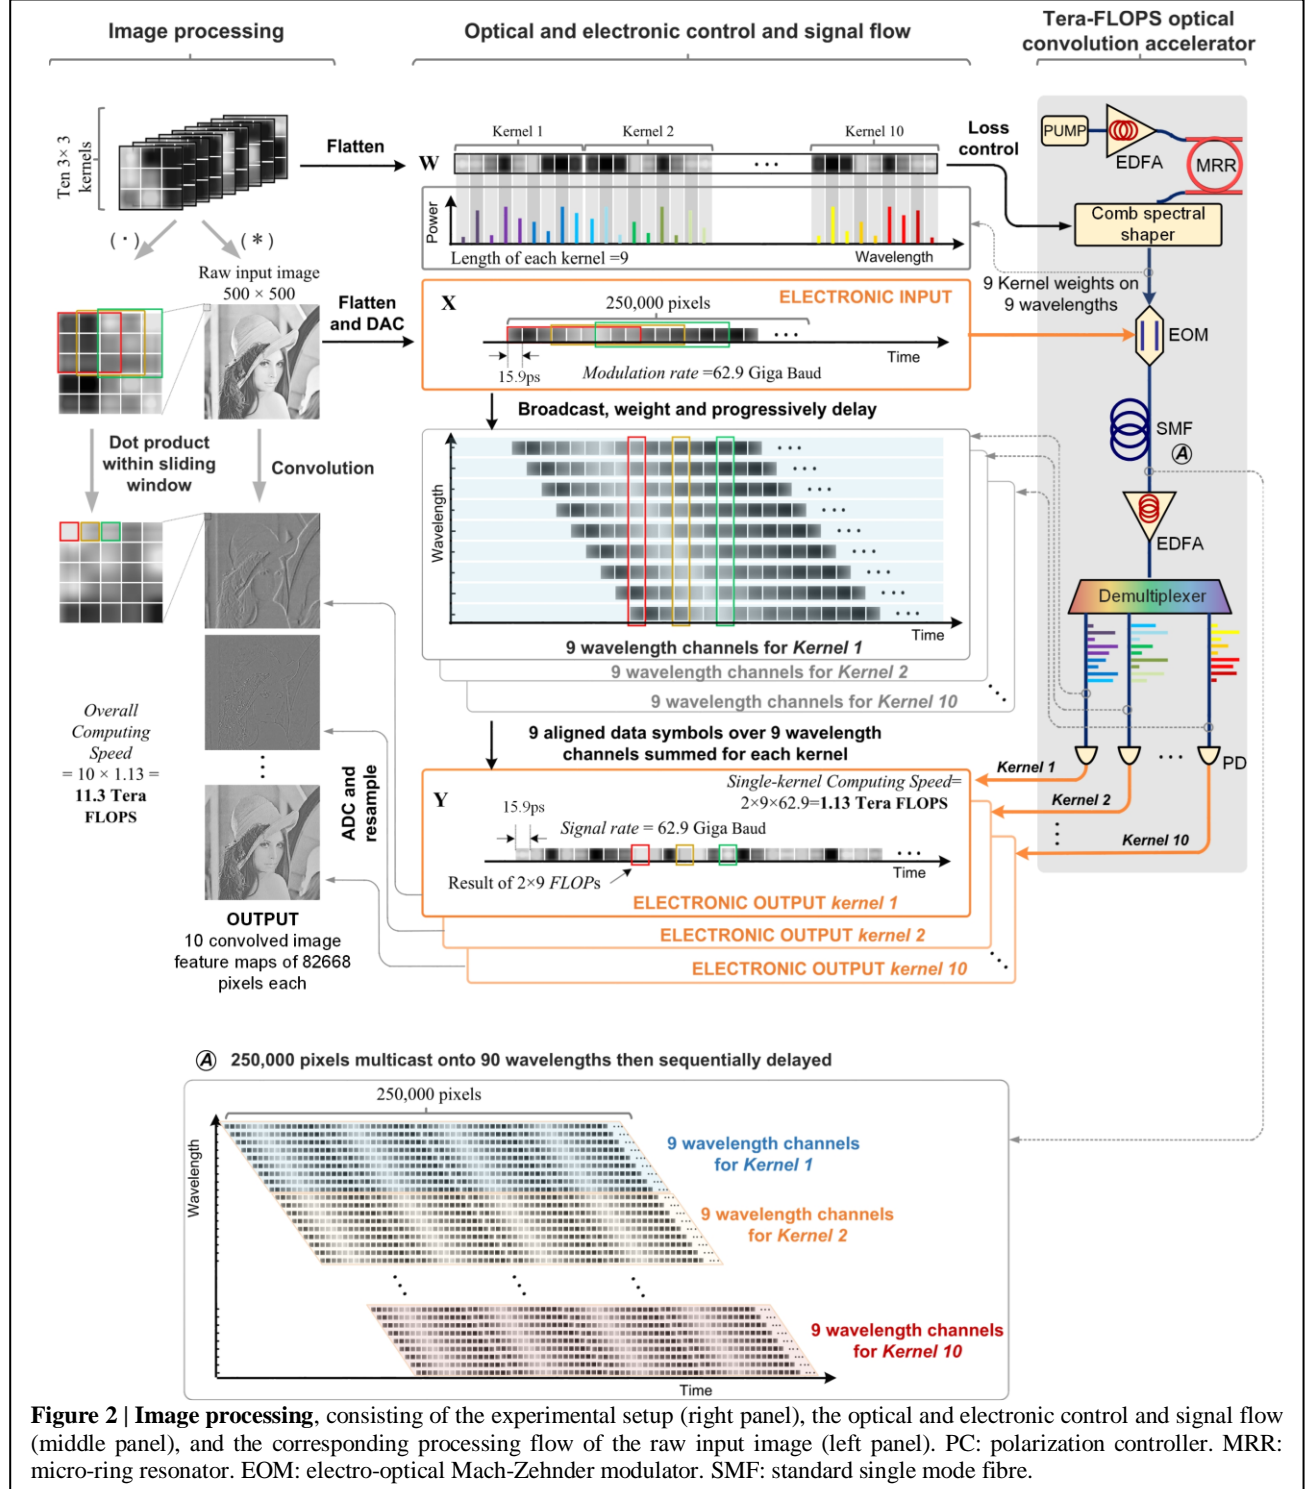 Image processing
Optical and electronic control and signal flow
Tera-FLOPS optical
convolution accelerator
Ten 3× 3
kernels
Flatten
W
Kernel 1
Kernel 2
Kernel 10
...
Loss
control
PUMP
EDFA
MRR
Comb spectral
shaper
Power
Length of each kernel =9
Wavelength
9 Kernel weights on
9 wavelengths
( · )
( * )
Raw input image
500 × 500
Flatten
and DAC
X
250,000 pixels
ELECTRONIC INPUT
...
Time
15.9ps
Modulation rate =62.9 Giga Baud
EOM
Broadcast, weight and progressively delay
SMF
A
EDFA
Demultiplexer
Dot product
within sliding
window
Convolution
Wavelength
Time
9 wavelength channels for Kernel 1
9 wavelength channels for Kernel 2
9 wavelength channels for Kernel 10
9 aligned data symbols over 9 wavelength
channels summed for each kernel
Overall
Computing
Speed
= 10 × 1.13 =
11.3 Tera
FLOPS
ADC and
resample
Y
Single-kernel Computing Speed=
2×9×62.9=1.13 Tera FLOPS
15.9ps
Signal rate = 62.9 Giga Baud
...
Time
Result of 2×9 FLOPs
ELECTRONIC OUTPUT kernel 1
ELECTRONIC OUTPUT kernel 2
ELECTRONIC OUTPUT kernel 10
Kernel 1
Kernel 2
Kernel 10
PD
OUTPUT
10 convolved image
feature maps of 82668
pixels each
A 250,000 pixels multicast onto 90 wavelengths then sequentially delayed
250,000 pixels
Wavelength
9 wavelength channels
for Kernel 1
9 wavelength channels
for Kernel 2
9 wavelength channels
for Kernel 10
Time
Figure 2 | Image processing, consisting of the experimental setup (right panel), the optical and electronic control and signal flow
(middle panel), and the corresponding processing flow of the raw input image (left panel). PC: polarization controller. MRR:
micro-ring resonator. EOM: electro-optical Mach-Zehnder modulator. SMF: standard single mode fibre.